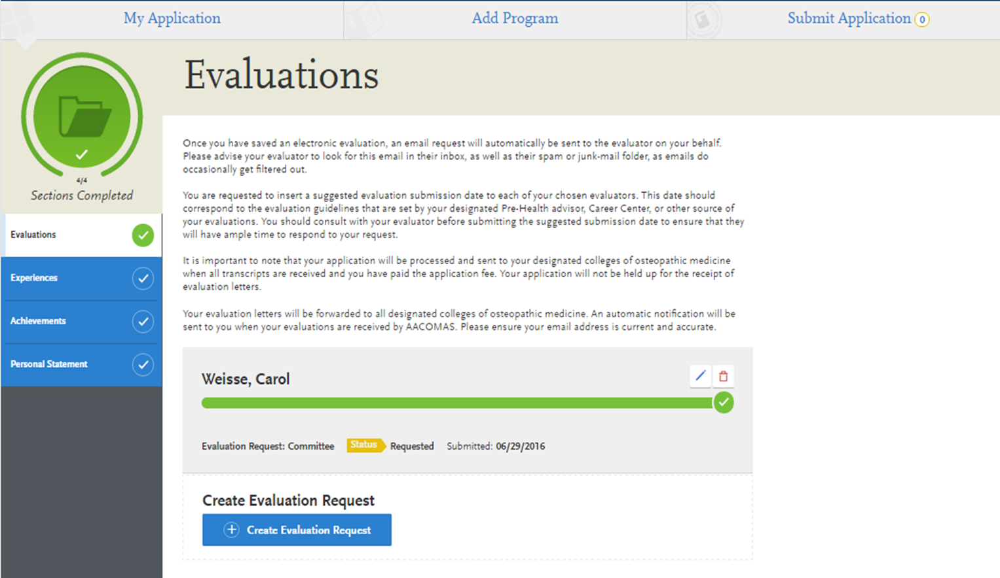 My Application
Add Program
Submit Application 0
Evaluations
4/4
Sections Completed
Evaluations
Experiences
Achievements
Personal Statement
Once you have saved an electronic evaluation, an email request will automatically be sent to the evaluator on your behalf.
Please advise your evaluator to look for this email in their inbox, as well as their spam or junk-mail folder, as emails do
occasionally get filtered out.
You are requested to insert a suggested evaluation submission date to each of your chosen evaluators. This date should
correspond to the evaluation guidelines that are set by your designated Pre-Health advisor, Career Center, or other source of
your evaluations. You should consult with your evaluator before submitting the suggested submission date to ensure that they
will have ample time to respond to your request.
It is important to note that your application will be processed and sent to your designated colleges of osteopathic medicine
when all transcripts are received and you have paid the application fee. Your application will not be held up for the receipt of
evaluation letters.
Your evaluation letters will be forwarded to all designated colleges of osteopathic medicine. An automatic notification will be
sent to you when your evaluations are received by AACOMAS. Please ensure your email address is current and accurate.
Weisse, Carol
Evaluation Request: Committee Status Requested Submitted: 06/29/2016
Create Evaluation Request
Create Evaluation Request